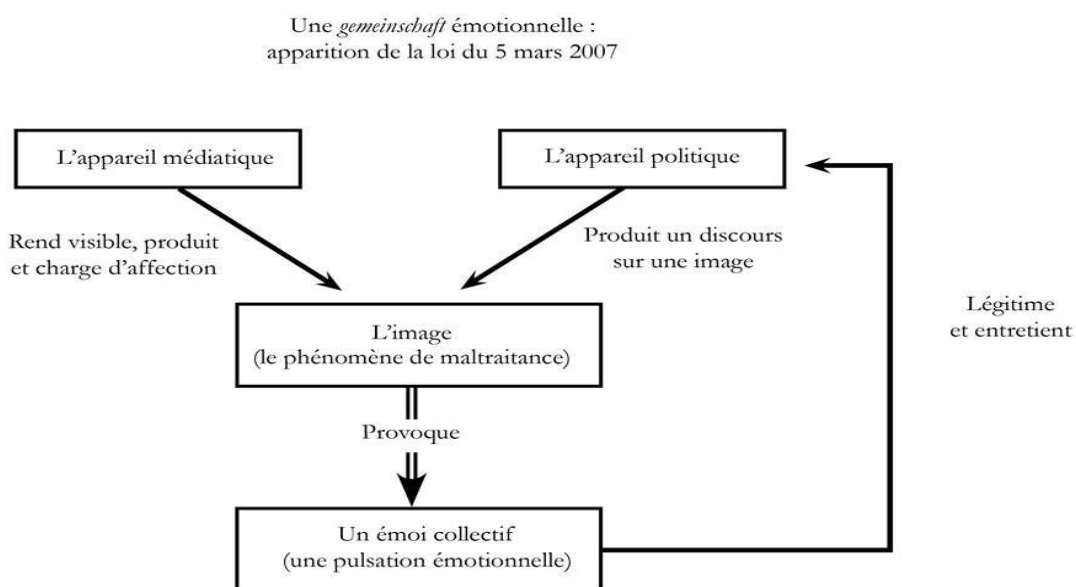 Une gemeinschaft émotionnelle :
apparition de la loi du 5 mars 2007
L'appareil médiatique
L'appareil politique
Rend visible, produit
et charge d'affection
Produit un discours
sur une image
Légitime
et entretient
L'image
(le phénomène de maltraitance)
Provoque
Un émoi collectif
(une pulsation émotionnelle)